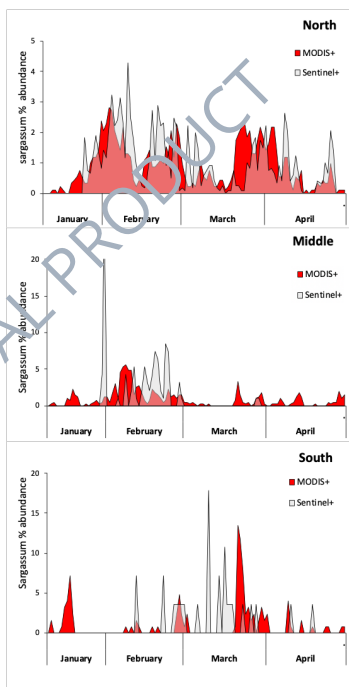 North
5
4
3
2
1
0
sargassum % abundance
MODIS+
Sentinel+
January February March April
Middle
20
15
10
5
0
Sargassum % abundance
MODIS+
Sentinel+
January February March April
South
20
15
10
5
0
Sargassum % abundance
MODIS+
Sentinel+
January February March April
AL PRODUCT